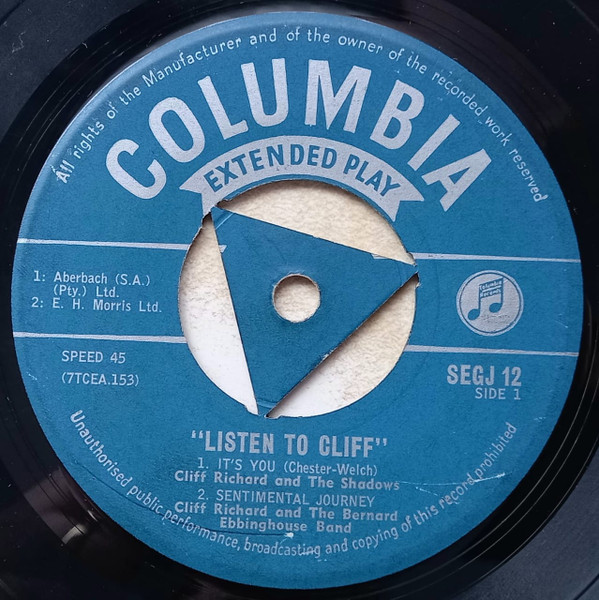 All rights of the Manufacturer and of the owner of the recorded work reserved
COLUMBIA
EXTENDED PLAY
1: Aberbach (S.A.)
(Pty.) Ltd.
2: E. H. Morris Ltd.
Columbia
Records
SPEED 45
(7TCEA.153)
SEGJ 12
SIDE 1
"LISTEN TO CLIFF"
1. IT'S YOU (Chester-Welch)
Cliff Richard and The Shadows
2. SENTIMENTAL JOURNEY
Cliff Richard and The Bernard
Ebbinghouse Band
Unauthorised public performance, broadcasting and copying of this record prohibited